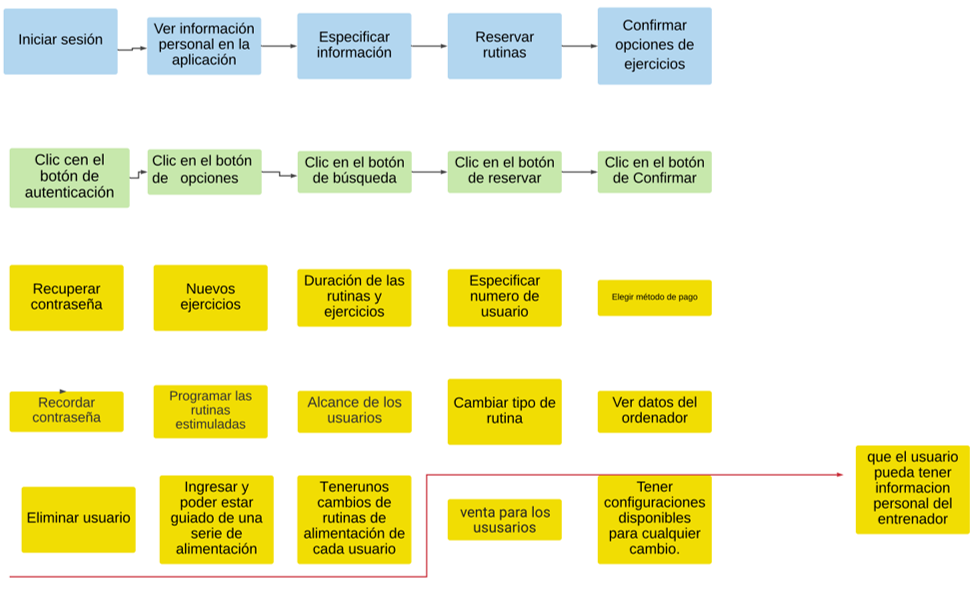 Iniciar sesión
Ver información
personal en la
aplicación
Especificar
información
Reservar
rutinas
Confirmar
opciones de
ejercicios
Clic cen el
botón de
autenticación
Clic en el botón
de opciones
Clic en el botón
de búsqueda
Clic en el botón
de reservar
Clic en el botón
de Confirmar
Recuperar
contraseña
Nuevos
ejercicios
Duración de las
rutinas y
ejercicios
Especificar
numero de
usuario
Elegir método de pago
Recordar
contraseña
Programar las
rutinas
estimuladas
Alcance de los
usuarios
Cambiar tipo de
rutina
Ver datos del
ordenador
que el usuario
pueda tener
informacion
personal del
entrenador
Eliminar usuario
Ingresar y
poder estar
guiado de una
serie de
alimentación
Tenerunos
cambios de
rutinas de
alimentación de
cada usuario
venta para los
ususarios
Tener
configuraciones
disponibles
para cualquier
cambio.